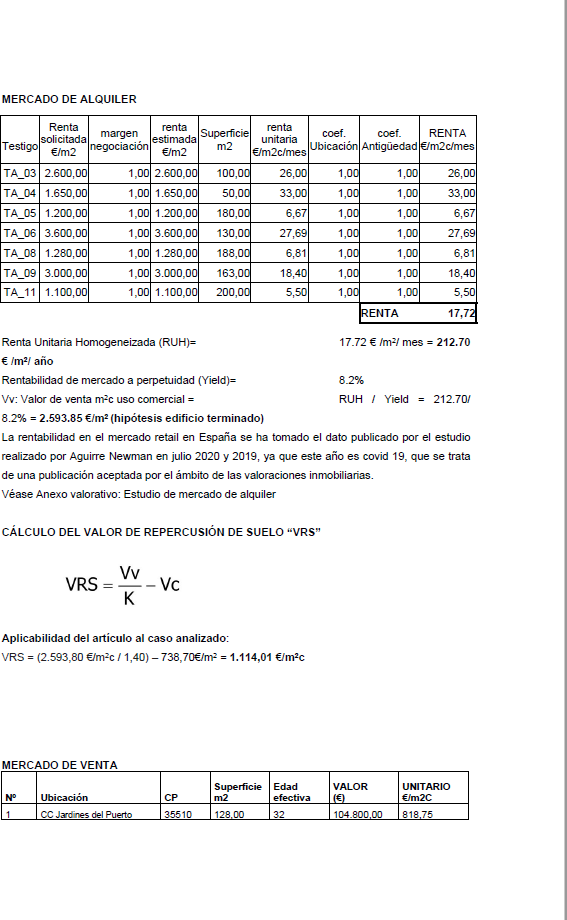 MERCADO DE ALQUILER
Testigo Renta solicitada €/m2 margen negociación renta estimada €/m2 Superficie m2 renta unitaria €/m2c/mes coef. Ubicación coef. Antigüedad RENTA €/m2c/mes
TA_03 2.600,00 1,00 2.600,00 100,00 26,00 1,00 1,00 26,00
TA_04 1.650,00 1,00 1.650,00 50,00 33,00 1,00 1,00 33,00
TA_05 1.200,00 1,00 1.200,00 180,00 6,67 1,00 1,00 6,67
TA_06 3.600,00 1,00 3.600,00 130,00 27,69 1,00 1,00 27,69
TA_08 1.280,00 1,00 1.280,00 188,00 6,81 1,00 1,00 6,81
TA_09 3.000,00 1,00 3.000,00 163,00 18,40 1,00 1,00 18,40
TA_11 1.100,00 1,00 1.100,00 200,00 5,50 1,00 1,00 5,50
RENTA 17,72
Renta Unitaria Homogeneizada (RUH)= 17.72 € /m²/ mes = 212.70
€ /m²/ año
Rentabilidad de mercado a perpetuidad (Yield)= 8.2%
Vv: Valor de venta m²c uso comercial = RUH / Yield = 212.70/
8.2% = 2.593.85 €/m² (hipótesis edificio terminado)
La rentabilidad en el mercado retail en España se ha tomado el dato publicado por el estudio
realizado por Aguirre Newman en julio 2020 y 2019, ya que este año es covid 19, que se trata
de una publicación aceptada por el ámbito de las valoraciones inmobiliarias.
Véase Anexo valorativo: Estudio de mercado de alquiler
CÁLCULO DEL VALOR DE REPERCUSIÓN DE SUELO “VRS”
VRS = Vv / K − Vc
Aplicabilidad del artículo al caso analizado:
VRS = (2.593,80 €/m²c / 1,40) – 738,70€/m² = 1.114,01 €/m²c
MERCADO DE VENTA
Nº Ubicación CP Superficie m2 Edad efectiva VALOR (€) UNITARIO €/m2C
1 CC Jardines del Puerto 35510 128,00 32 104.800,00 818,75